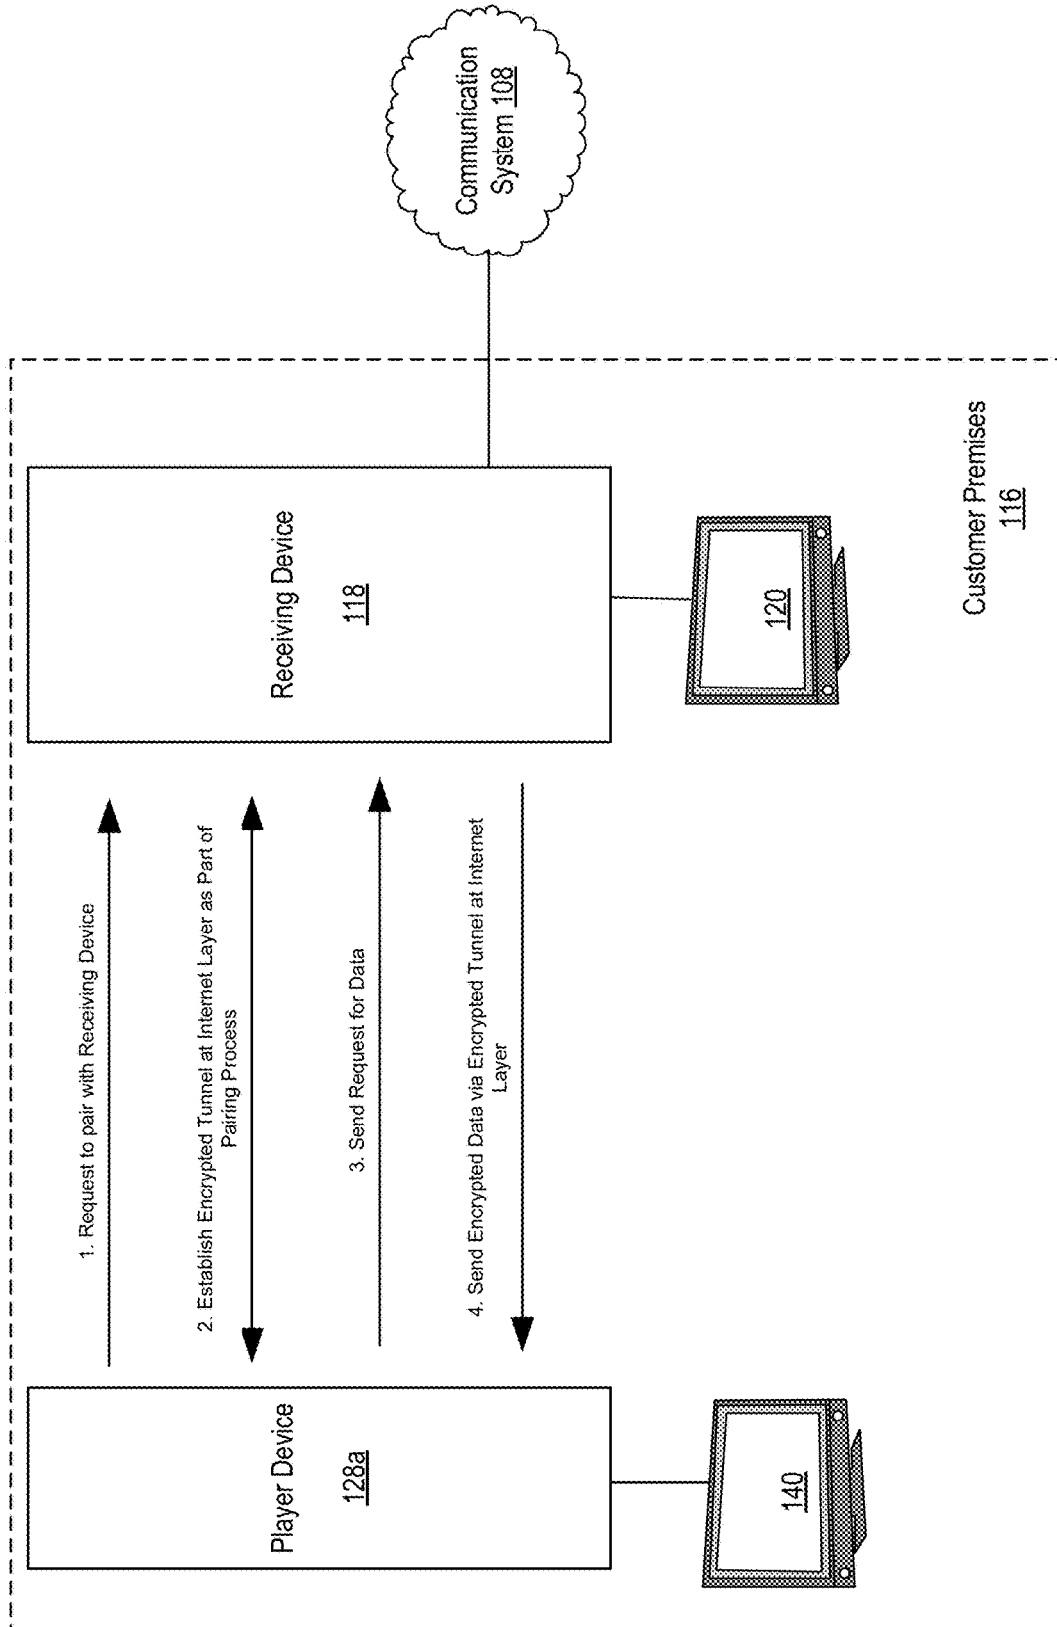 Player Device
128a
140
1. Request to pair with Receiving Device
2. Establish Encrypted Tunnel at Internet Layer as Part of
Pairing Process
3. Send Request for Data
4. Send Encrypted Data via Encrypted Tunnel at Internet
Layer
Receiving Device
118
120
Customer Premises
116
Communication
System 108